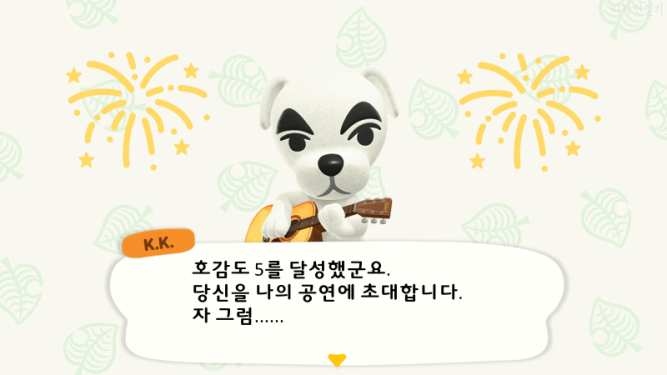 K.K.
호감도 5를 달성했군요.
당신을 나의 공연에 초대합니다.
자 그럼......